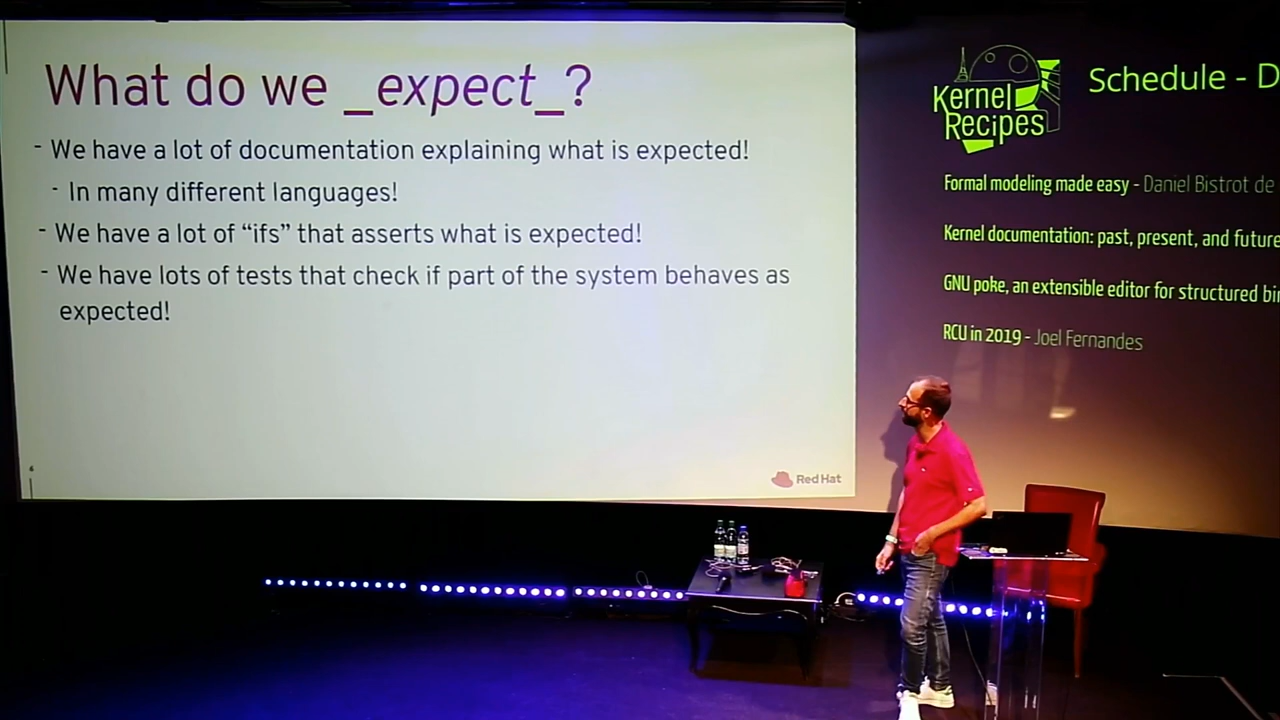 What do we _expect_?
- We have a lot of documentation explaining what is expected!
- In many different languages!
- We have a lot of “ifs” that asserts what is expected!
- We have lots of tests that check if part of the system behaves as
expected!
Red Hat
Kernel
Recipes
Schedule - D
Formal modeling made easy - Daniel Bistrot de
Kernel documentation: past, present, and future
GNU poke, an extensible editor for structured bi
RCU in 2019 - Joel Fernandes